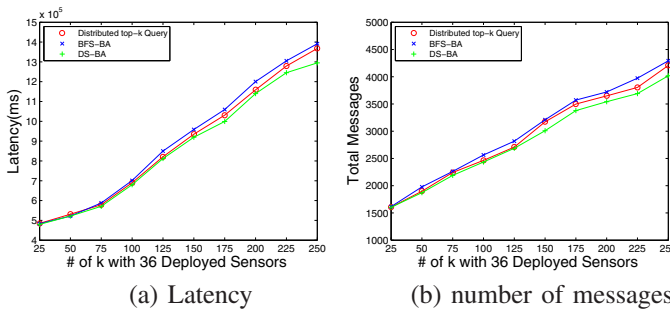 x 10^5
15
14
13
12
11
10
9
8
7
6
5
4
Latency(ms)
Distributed top−k Query
BFS−BA
DS−BA
25 50 75 100 125 150 175 200 225 250
# of k with 36 Deployed Sensors
(a) Latency
5000
4500
4000
3500
3000
2500
2000
1500
1000
Total Messages
Distributed top−k Query
BFS−BA
DS−BA
25 50 75 100 125 150 175 200 225 250
# of k with 36 Deployed Sensors
(b) number of messages